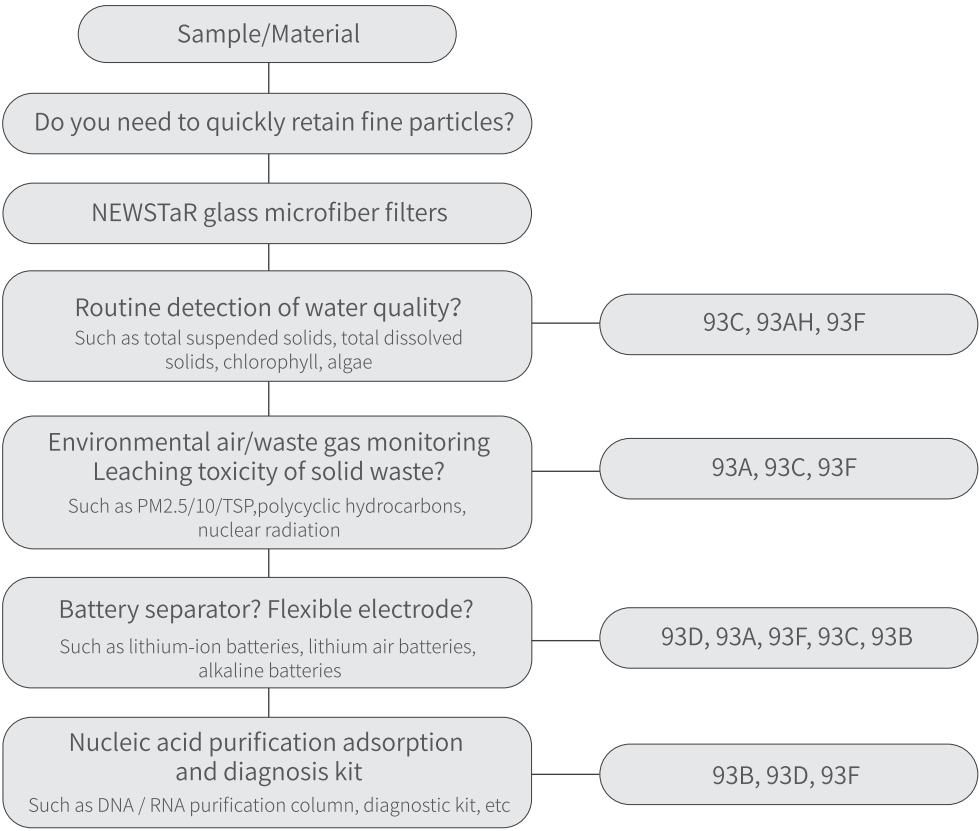 Sample/Material
Do you need to quickly retain fine particles?
NEWSTaR glass microfiber filters
Routine detection of water quality?
Such as total suspended solids, total dissolved
solids, chlorophyll, algae
93C, 93AH, 93F
Environmental air/waste gas monitoring
Leaching toxicity of solid waste?
Such as PM2.5/10/TSP,polycyclic hydrocarbons,
nuclear radiation
93A, 93C, 93F
Battery separator? Flexible electrode?
Such as lithium-ion batteries, lithium air batteries,
alkaline batteries
93D, 93A, 93F, 93C, 93B
Nucleic acid purification adsorption
and diagnosis kit
Such as DNA / RNA purification column, diagnostic kit, etc
93B, 93D, 93F